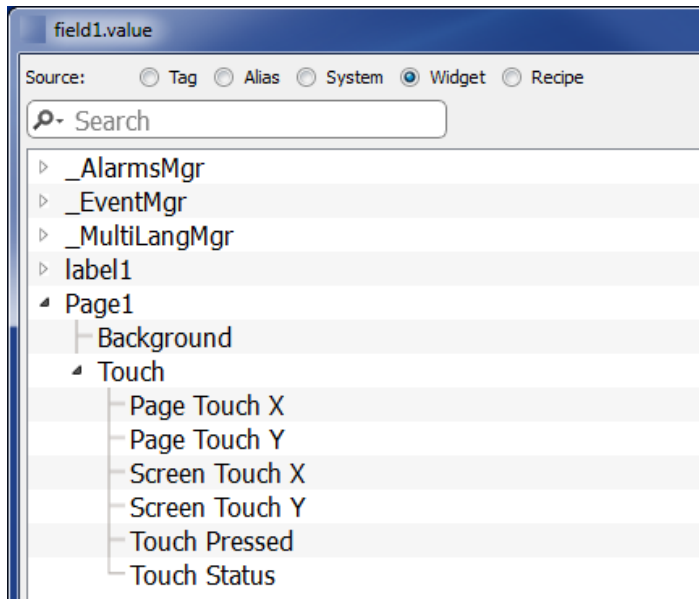 field1.value
Source: Tag Alias System Widget Recipe
Search
_AlarmsMgr
_EventMgr
_MultiLangMgr
label1
Page1
Background
Touch
Page Touch X
Page Touch Y
Screen Touch X
Screen Touch Y
Touch Pressed
Touch Status